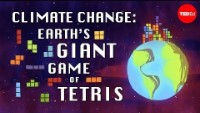 TED Ed
CLIMATE CHANGE:
EARTH'S
GIANT
GAME
OF
TETRIS